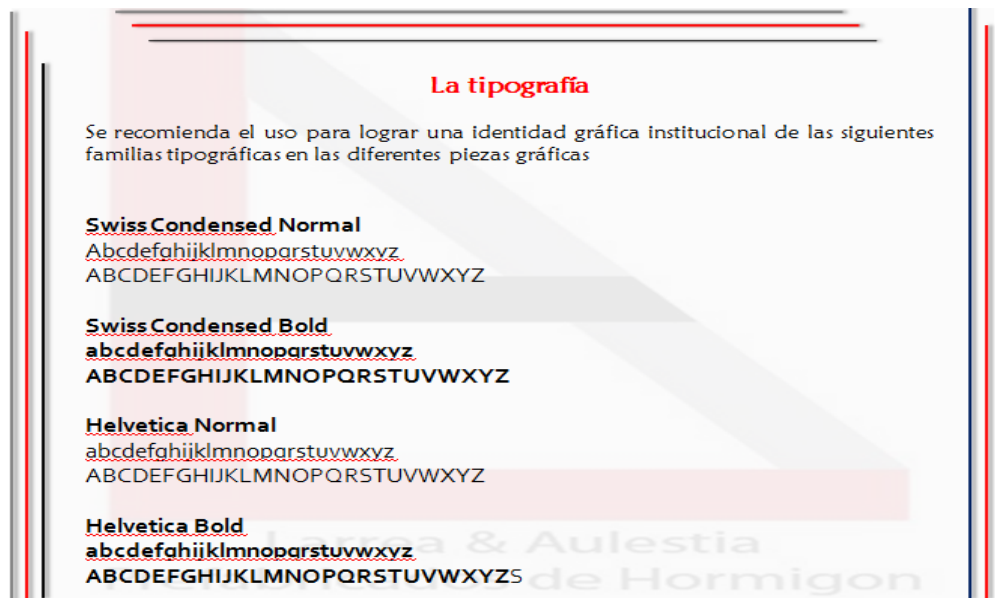 La tipografía
Se recomienda el uso para lograr una identidad gráfica institucional de las siguientes
familias tipográficas en las diferentes piezas gráficas
Swiss Condensed Normal
Abcdefghijklmnopqrstuvwxyz
ABCDEFGHIJKLMNOPQRSTUVWXYZ
Swiss Condensed Bold
abcdefghijklmnopqrstuvwxyz
ABCDEFGHIJKLMNOPQRSTUVWXYZ
Helvetica Normal
abcdefghijklmnopqrstuvwxyz
ABCDEFGHIJKLMNOPQRSTUVWXYZ
Helvetica Bold
abcdefghijklmnopqrstuvwxyz
ABCDEFGHIJKLMNOPQRSTUVWXYZS
Larrea & Aulestia
de Hormigon